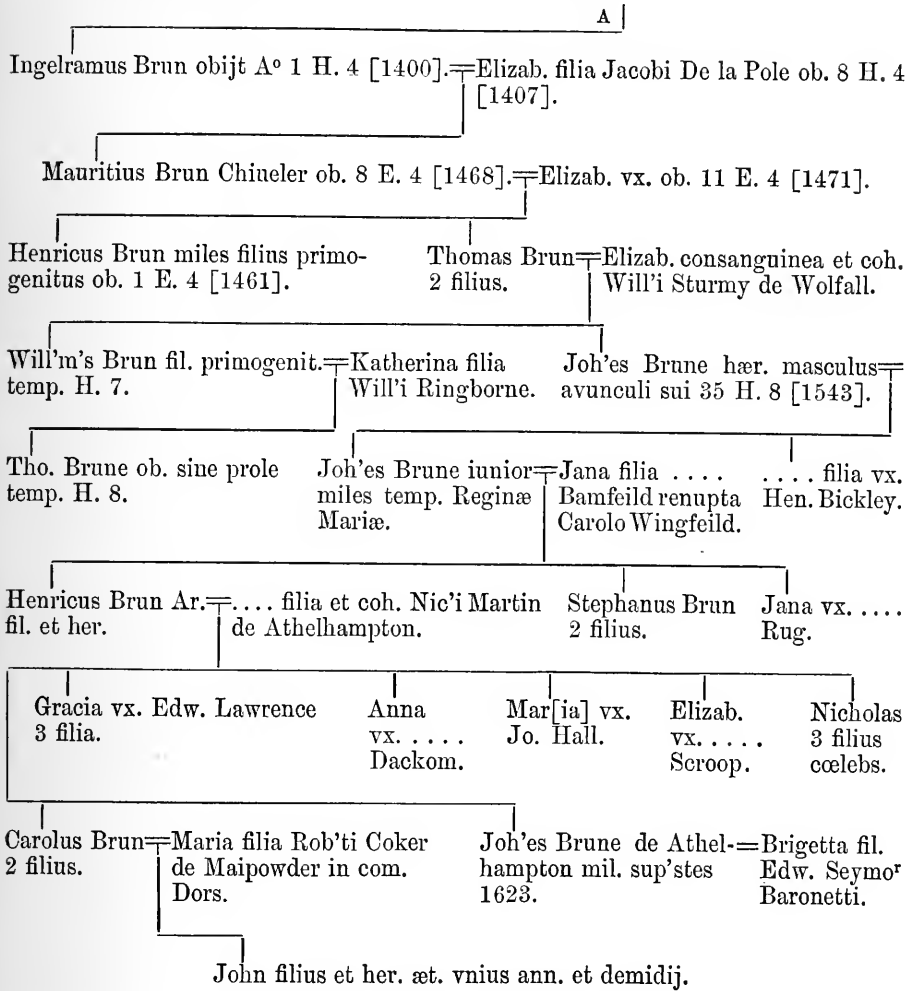 A
Ingelramus Brun obijt Aº 1 H. 4 [1400].
Elizab. filia Jacobi De la Pole ob. 8 H. 4
[1407].
Mauritius Brun Chiueler ob. 8 E. 4 [1468].
Elizab. vx. ob. 11 E. 4 [1471].
Henricus Brun miles filius primo-
genitus ob. 1 E. 4 [1461].
Thomas Brun
2 filius.
Elizab. consanguinea et coh.
Will'i Sturmy de Wolfall.
Will'm's Brun fil. primogenit.
temp. H. 7.
Katherina filia
Will'i Ringborne.
Joh'es Brune hær. masculus
avunculi sui 35 H. 8 [1543].
Tho. Brune ob. sine prole
temp. H. 8.
Joh'es Brune iunior
miles temp. Reginæ
Mariæ.
Jana filia ....
Bamfeild renupta
Carolo Wingfeild.
.... filia vx.
Hen. Bickley.
Henricus Brun Ar.
fil. et her.
.... filia et coh. Nic'i Martin
de Athelhampton.
Stephanus Brun
2 filius.
Jana vx. .....
Rug.
Gracia vx. Edw. Lawrence
3 filia.
Anna
vx. .....
Dackom.
Mar[ia] vx.
Jo. Hall.
Elizab.
vx. .....
Scroop.
Nicholas
3 filius
cœlebs.
Carolus Brun
2 filius.
Maria filia Rob'ti Coker
de Maipowder in com.
Dors.
Joh'es Brune de Athel-
hampton mil. sup'stes
1623.
Brigetta fil.
Edw. Seymoʳ
Baronetti.
John filius et her. æt. vnius ann. et demidij.